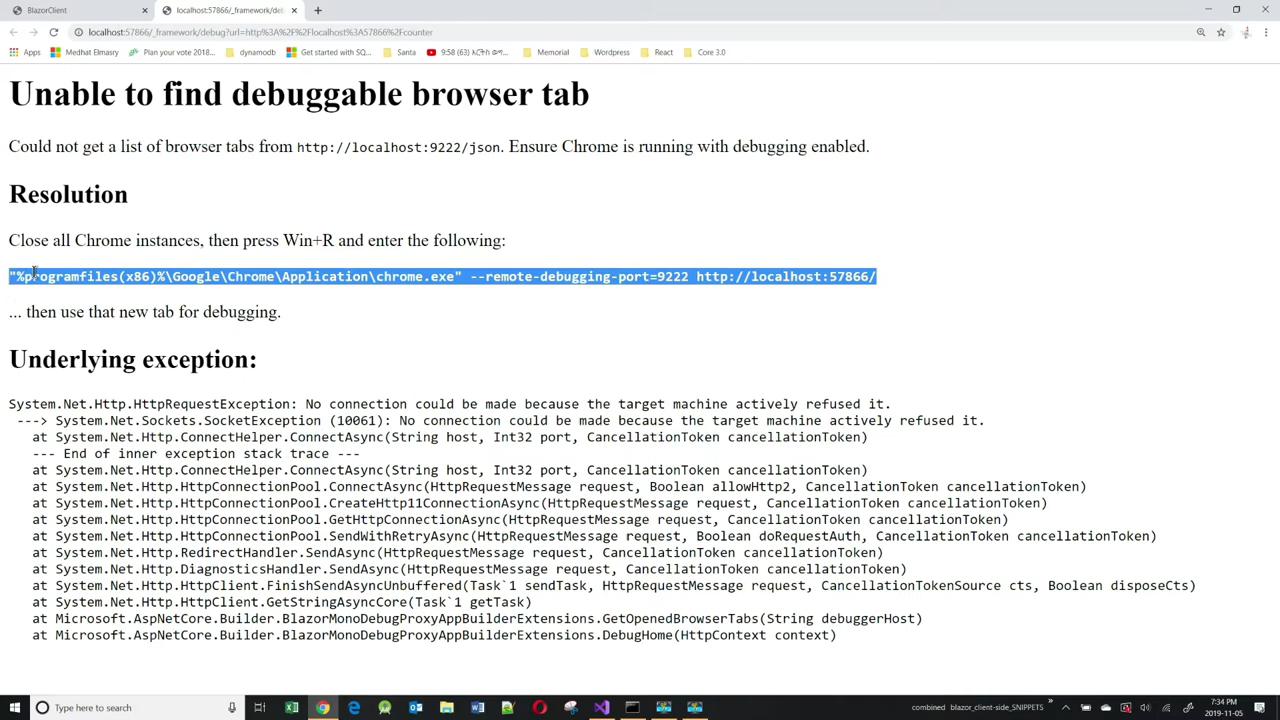 BlazorClient
localhost:57866/_framework/deb
localhost:57866/_framework/debug?url=http%3A%2F%2Flocalhost%3A57866%2Fcounter
Apps
Medhat Elmasry
Plan your vote 2018...
dynamodb
Get started with SQ...
Santa
9:58 (63)
Memorial
Wordpress
React
Core 3.0
Unable to find debuggable browser tab
Could not get a list of browser tabs from http://localhost:9222/json. Ensure Chrome is running with debugging enabled.
Resolution
Close all Chrome instances, then press Win+R and enter the following:
"%programfiles(x86)%\Google\Chrome\Application\chrome.exe" --remote-debugging-port=9222 http://localhost:57866/
... then use that new tab for debugging.
Underlying exception:
System.Net.Http.HttpRequestException: No connection could be made because the target machine actively refused it.
---> System.Net.Sockets.SocketException (10061): No connection could be made because the target machine actively refused it.
at System.Net.Http.ConnectHelper.ConnectAsync(String host, Int32 port, CancellationToken cancellationToken)
--- End of inner exception stack trace ---
at System.Net.Http.ConnectHelper.ConnectAsync(String host, Int32 port, CancellationToken cancellationToken)
at System.Net.Http.HttpConnectionPool.ConnectAsync(HttpRequestMessage request, Boolean allowHttp2, CancellationToken cancellationToken)
at System.Net.Http.HttpConnectionPool.CreateHttp11ConnectionAsync(HttpRequestMessage request, CancellationToken cancellationToken)
at System.Net.Http.HttpConnectionPool.GetHttpConnectionAsync(HttpRequestMessage request, CancellationToken cancellationToken)
at System.Net.Http.HttpConnectionPool.SendWithRetryAsync(HttpRequestMessage request, Boolean doRequestAuth, CancellationToken cancellationToken)
at System.Net.Http.RedirectHandler.SendAsync(HttpRequestMessage request, CancellationToken cancellationToken)
at System.Net.Http.DiagnosticsHandler.SendAsync(HttpRequestMessage request, CancellationToken cancellationToken)
at System.Net.Http.HttpClient.FinishSendAsyncUnbuffered(Task`1 sendTask, HttpRequestMessage request, CancellationTokenSource cts, Boolean disposeCts)
at System.Net.Http.HttpClient.GetStringAsyncCore(Task`1 getTask)
at Microsoft.AspNetCore.Builder.BlazorMonoDebugProxyAppBuilderExtensions.GetOpenedBrowserTabs(String debuggerHost)
at Microsoft.AspNetCore.Builder.BlazorMonoDebugProxyAppBuilderExtensions.DebugHome(HttpContext context)
Type here to search
combined
blazor_client-side_SNIPPETS
7:34 PM
2019-11-05